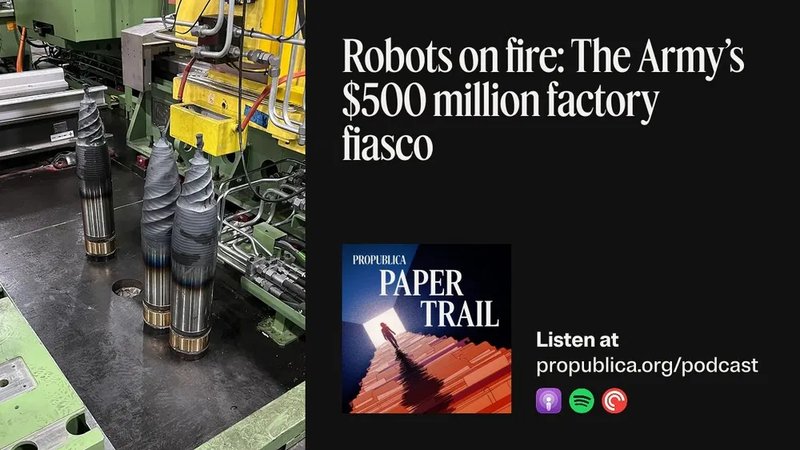 Robots on fire: The Army’s
$500 million factory
fiasco
PROPUBLICA
PAPER
TRAIL
Listen at
propublica.org/podcast